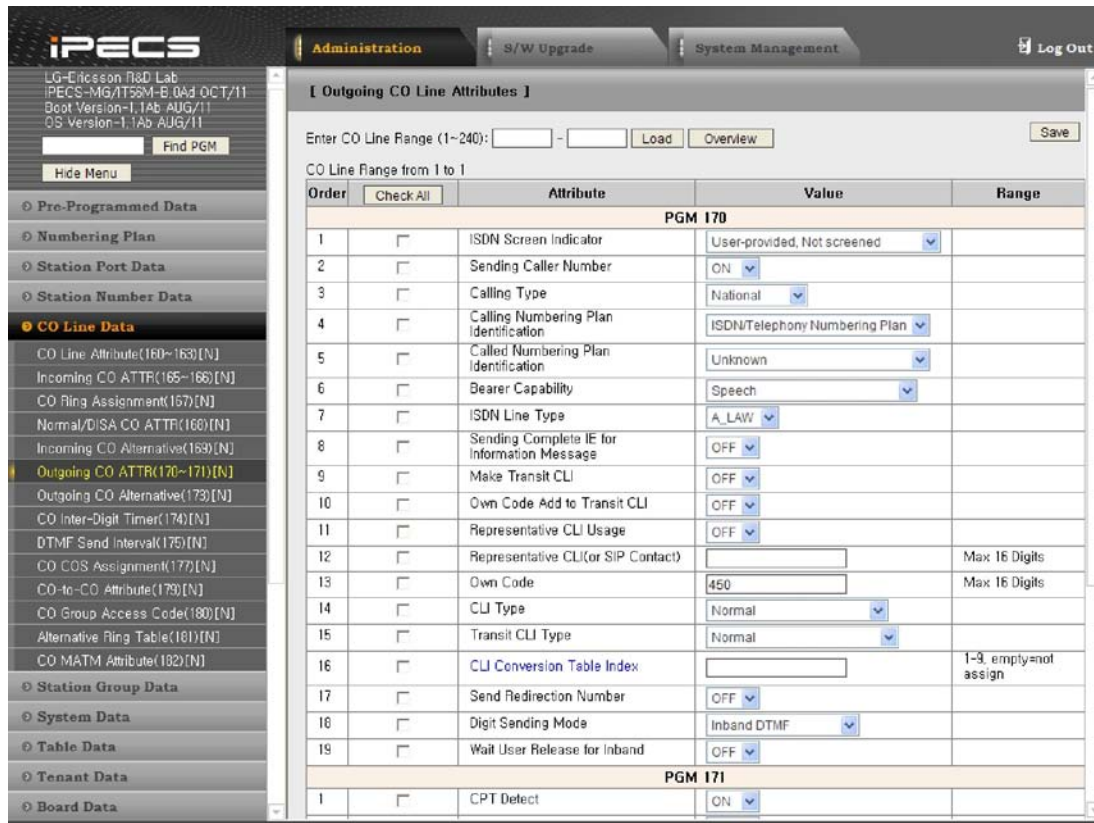 iPECS
LG-Ericsson R&D Lab
iPECS-MG/IT56M-B.0Ad OCT/11
Boot Version-1.1Ab AUG/11
OS Version-1.1Ab AUG/11
Find PGM
Hide Menu
Pre-Programmed Data
Numbering Plan
Station Port Data
Station Number Data
CO Line Data
CO Line Attribute(160~163)[N]
Incoming CO ATTR(165~166)[N]
CO Ring Assignment(167)[N]
Normal/DISA CO ATTR(168)[N]
Incoming CO Alternative(169)[N]
Outgoing CO ATTR(170~171)[N]
Outgoing CO Alternative(173)[N]
CO Inter-Digit Timer(174)[N]
DTMF Send Interval(175)[N]
CO COS Assignment(177)[N]
CO-to-CO Attribute(179)[N]
CO Group Access Code(180)[N]
Alternative Ring Table(181)[N]
CO MATM Attribute(182)[N]
Station Group Data
System Data
Table Data
Tenant Data
Board Data
Administration S/W Upgrade System Management Log Out
[ Outgoing CO Line Attributes ]
Enter CO Line Range (1~240): - Load Overview Save
CO Line Range from 1 to 1
Order Check All Attribute Value Range
PGM 170
1 ISDN Screen Indicator User-provided, Not screened
2 Sending Caller Number ON
3 Calling Type National
4 Calling Numbering Plan Identification ISDN/Telephony Numbering Plan
5 Called Numbering Plan Identification Unknown
6 Bearer Capability Speech
7 ISDN Line Type A_LAW
8 Sending Complete IE for Information Message OFF
9 Make Transit CLI OFF
10 Own Code Add to Transit CLI OFF
11 Representative CLI Usage OFF
12 Representative CLI(or SIP Contact) Max 16 Digits
13 Own Code 450 Max 16 Digits
14 CLI Type Normal
15 Transit CLI Type Normal
16 CLI Conversion Table Index 1-9, empty=not assign
17 Send Redirection Number OFF
18 Digit Sending Mode Inband DTMF
19 Wait User Release for Inband OFF
PGM 171
1 CPT Detect ON